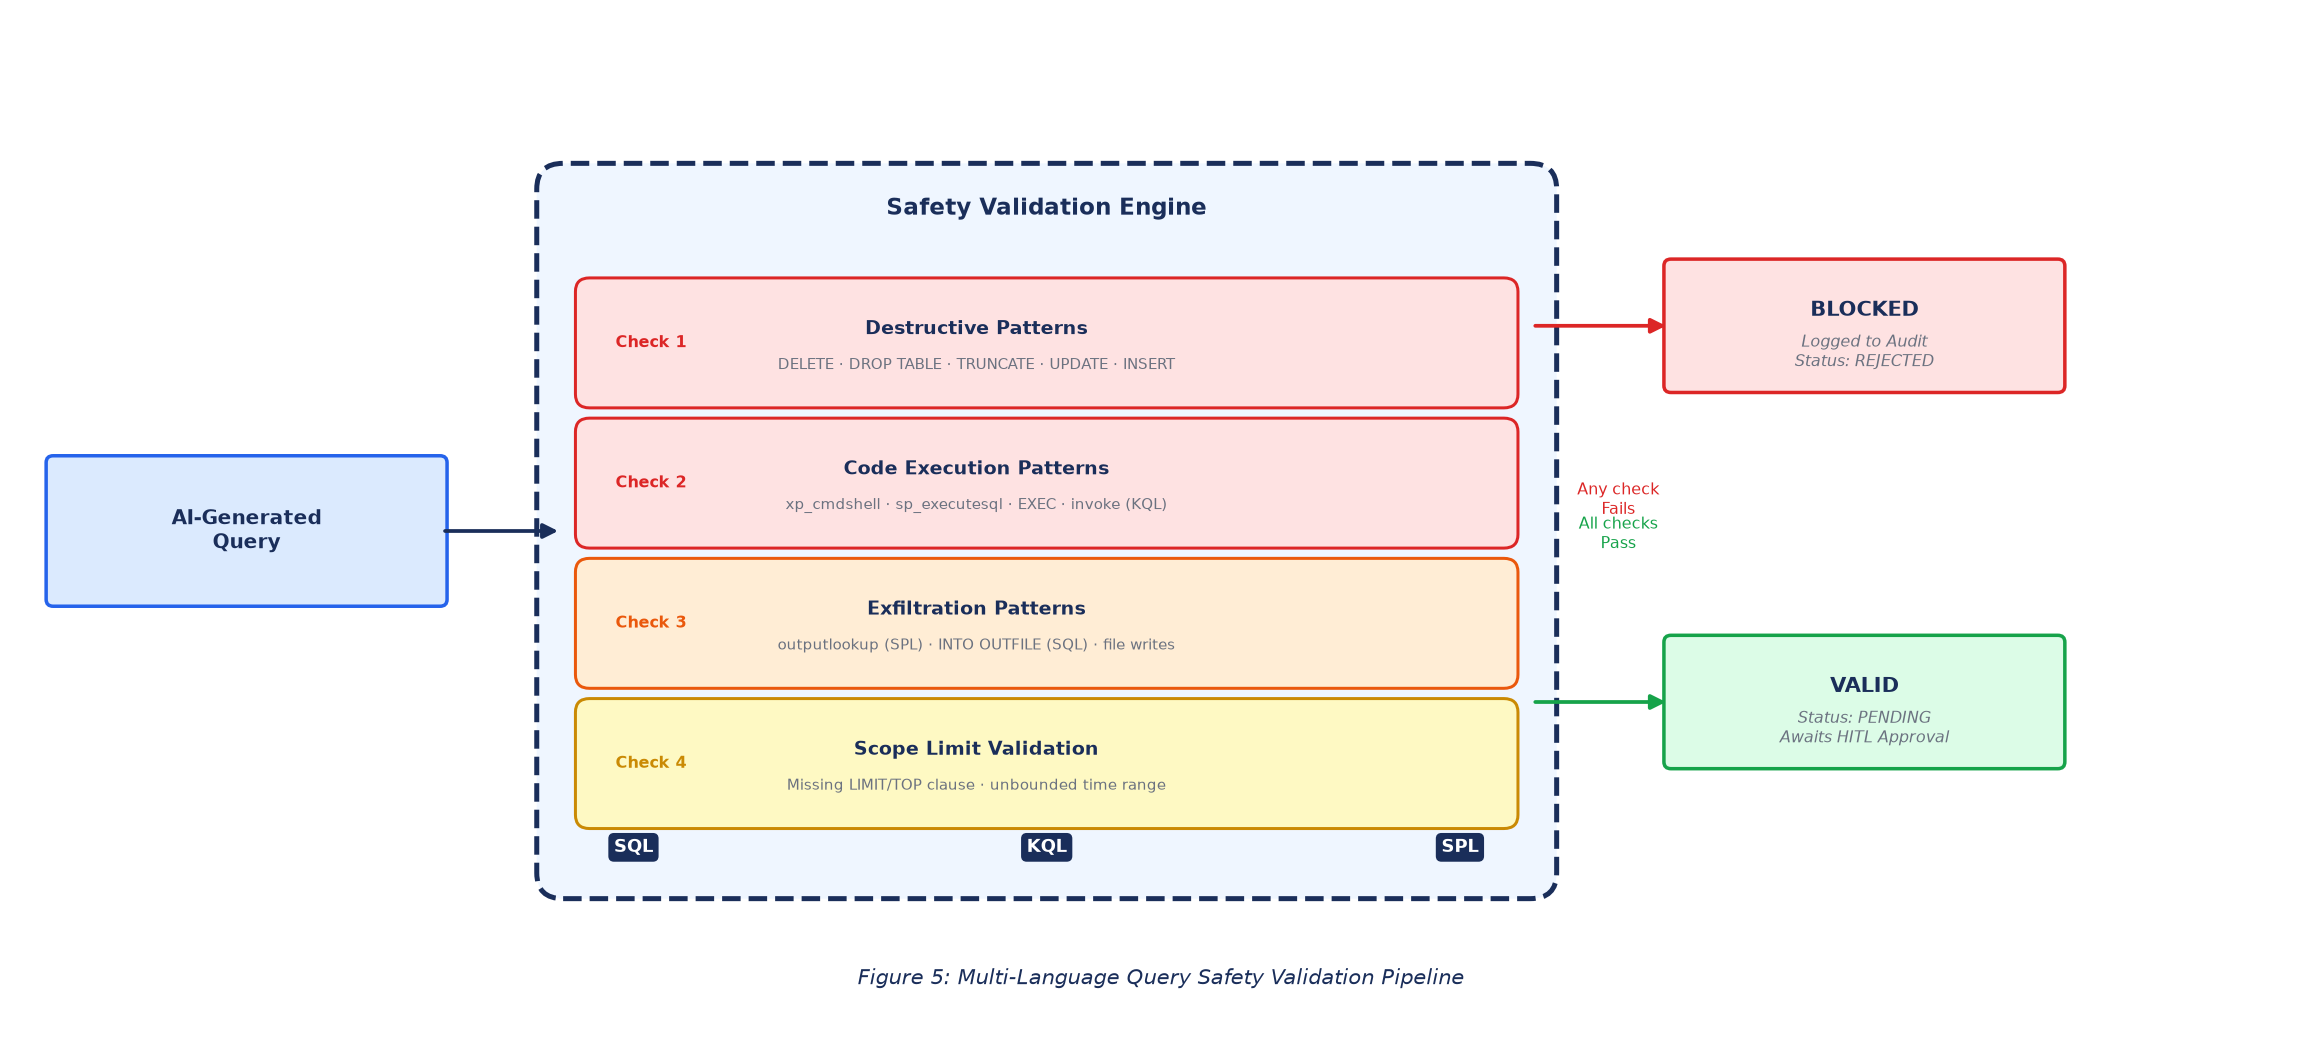 Safety Validation Engine
AI-Generated
Query
Check 1
Destructive Patterns
DELETE · DROP TABLE · TRUNCATE · UPDATE · INSERT
Check 2
Code Execution Patterns
xp_cmdshell · sp_executesql · EXEC · invoke (KQL)
Check 3
Exfiltration Patterns
outputlookup (SPL) · INTO OUTFILE (SQL) · file writes
Check 4
Scope Limit Validation
Missing LIMIT/TOP clause · unbounded time range
SQL
KQL
SPL
Any check
Fails
All checks
Pass
BLOCKED
Logged to Audit
Status: REJECTED
VALID
Status: PENDING
Awaits HITL Approval
Figure 5: Multi-Language Query Safety Validation Pipeline